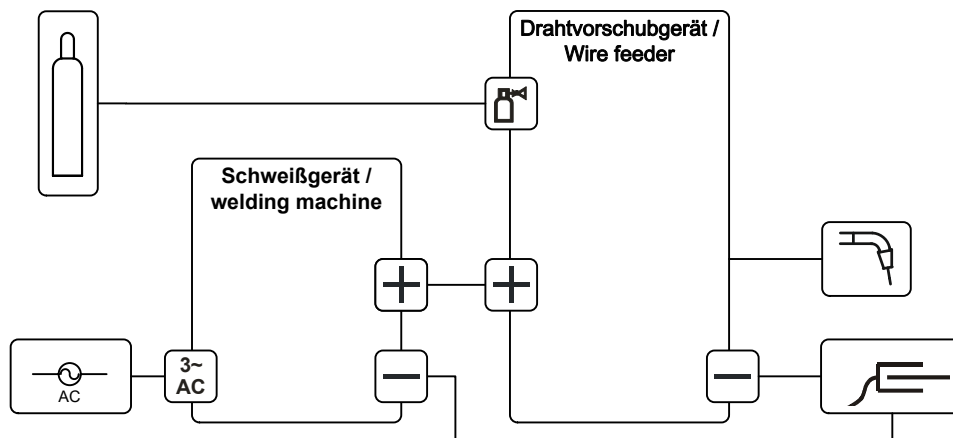 Drahtvorschubgerät /
Wire feeder
Schweißgerät /
welding machine
3~
AC
AC